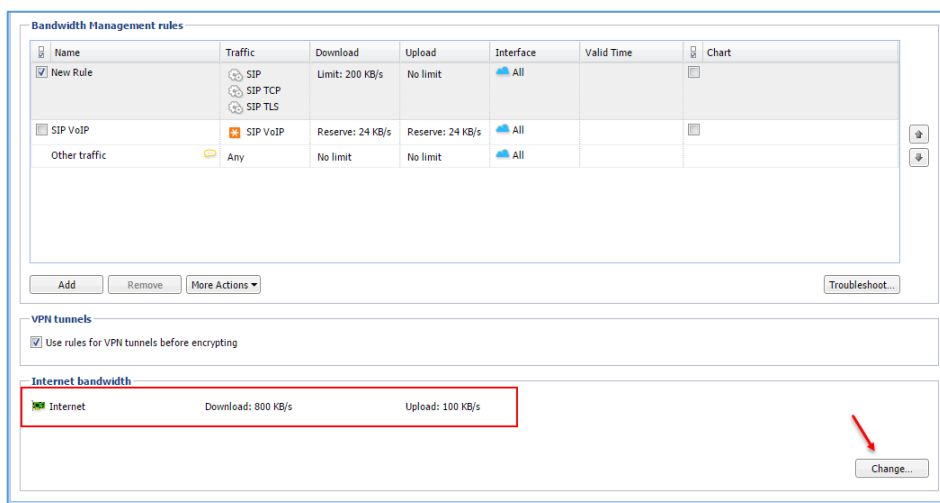 Bandwidth Management rules
Name Traffic Download Upload Interface Valid Time Chart
New Rule SIP Limit: 200 KB/s No limit All
SIP TCP
SIP TLS
SIP VoIP SIP VoIP Reserve: 24 KB/s Reserve: 24 KB/s All
Other traffic Any No limit No limit All
Add Remove More Actions Troubleshoot...
VPN tunnels
Use rules for VPN tunnels before encrypting
Internet bandwidth
Internet Download: 800 KB/s Upload: 100 KB/s
Change...